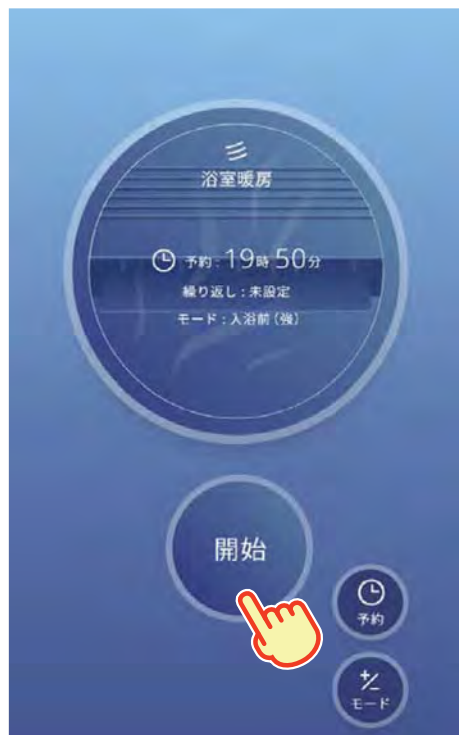 浴室暖房
予約：19時50分
繰り返し：未設定
モード：入浴前（強）
開始
予約
モード